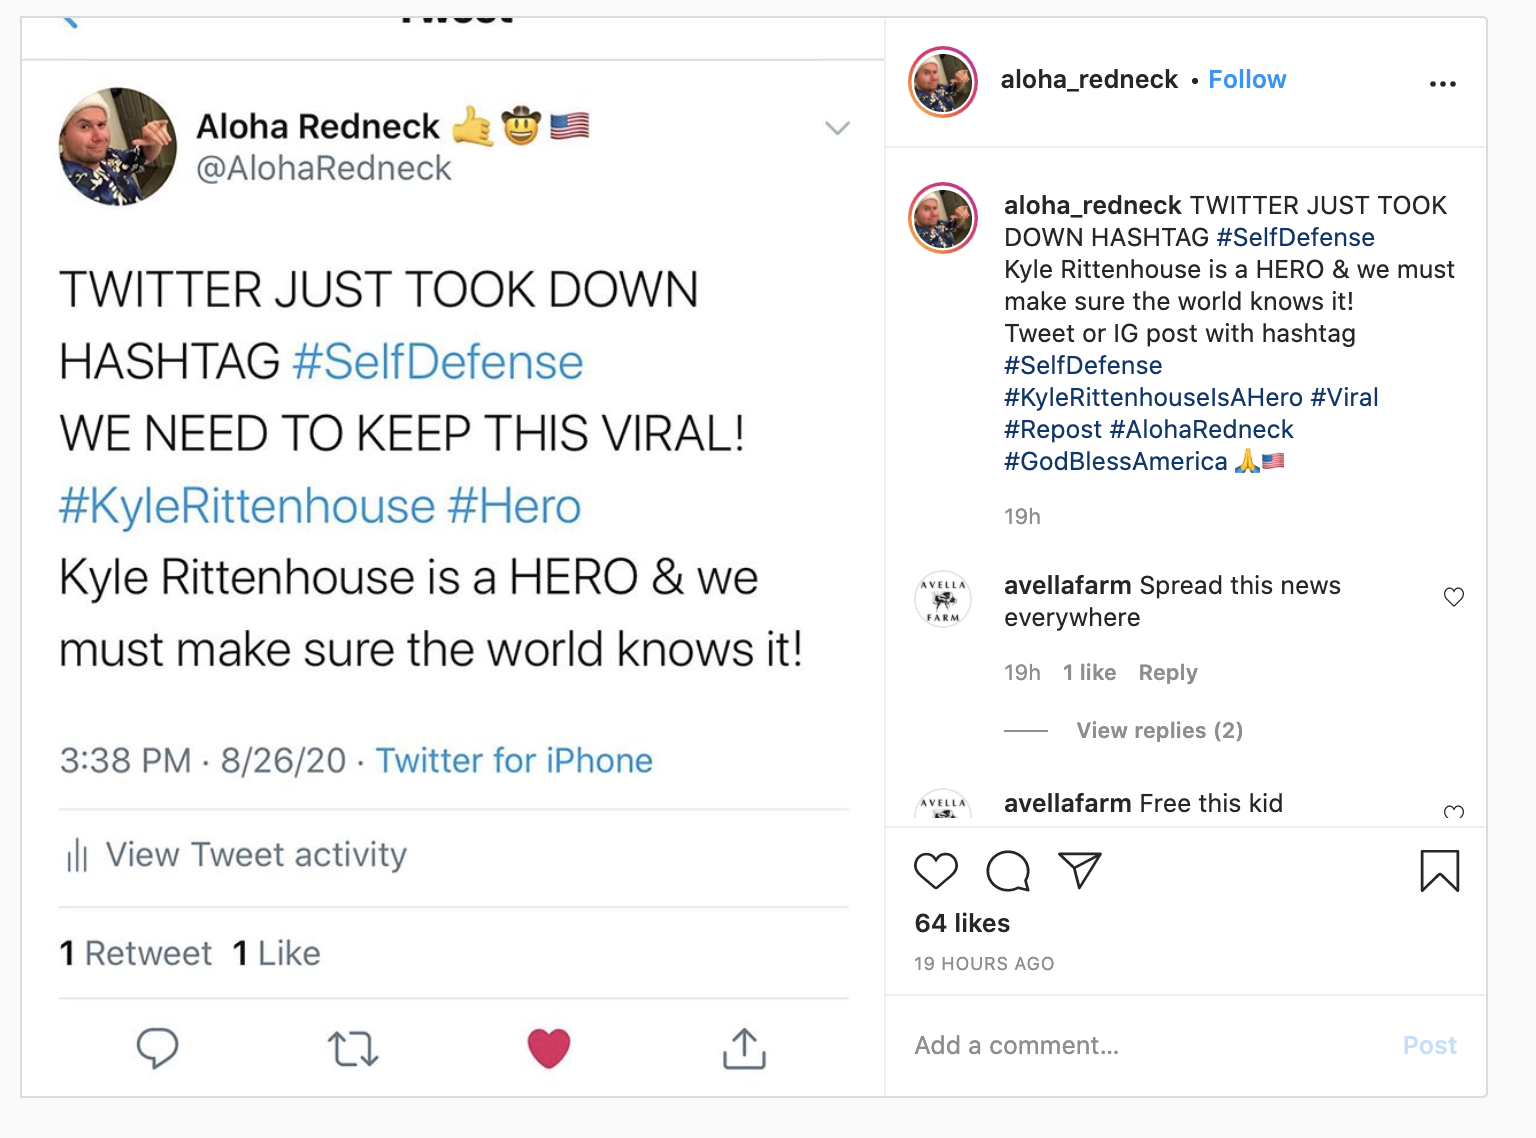 Tweet
Aloha Redneck 🤙🤠🇺🇸
@AlohaRedneck
TWITTER JUST TOOK DOWN
HASHTAG #SelfDefense
WE NEED TO KEEP THIS VIRAL!
#KyleRittenhouse #Hero
Kyle Rittenhouse is a HERO & we
must make sure the world knows it!
3:38 PM · 8/26/20 · Twitter for iPhone
View Tweet activity
1 Retweet 1 Like
aloha_redneck • Follow
aloha_redneck TWITTER JUST TOOK
DOWN HASHTAG #SelfDefense
Kyle Rittenhouse is a HERO & we must
make sure the world knows it!
Tweet or IG post with hashtag
#SelfDefense
#KyleRittenhouseIsAHero #Viral
#Repost #AlohaRedneck
#GodBlessAmerica 🙏🇺🇸
19h
AVELLA
FARM
avellafarm Spread this news
everywhere
19h 1 like Reply
View replies (2)
AVELLA
avellafarm Free this kid
64 likes
19 HOURS AGO
Add a comment...
Post